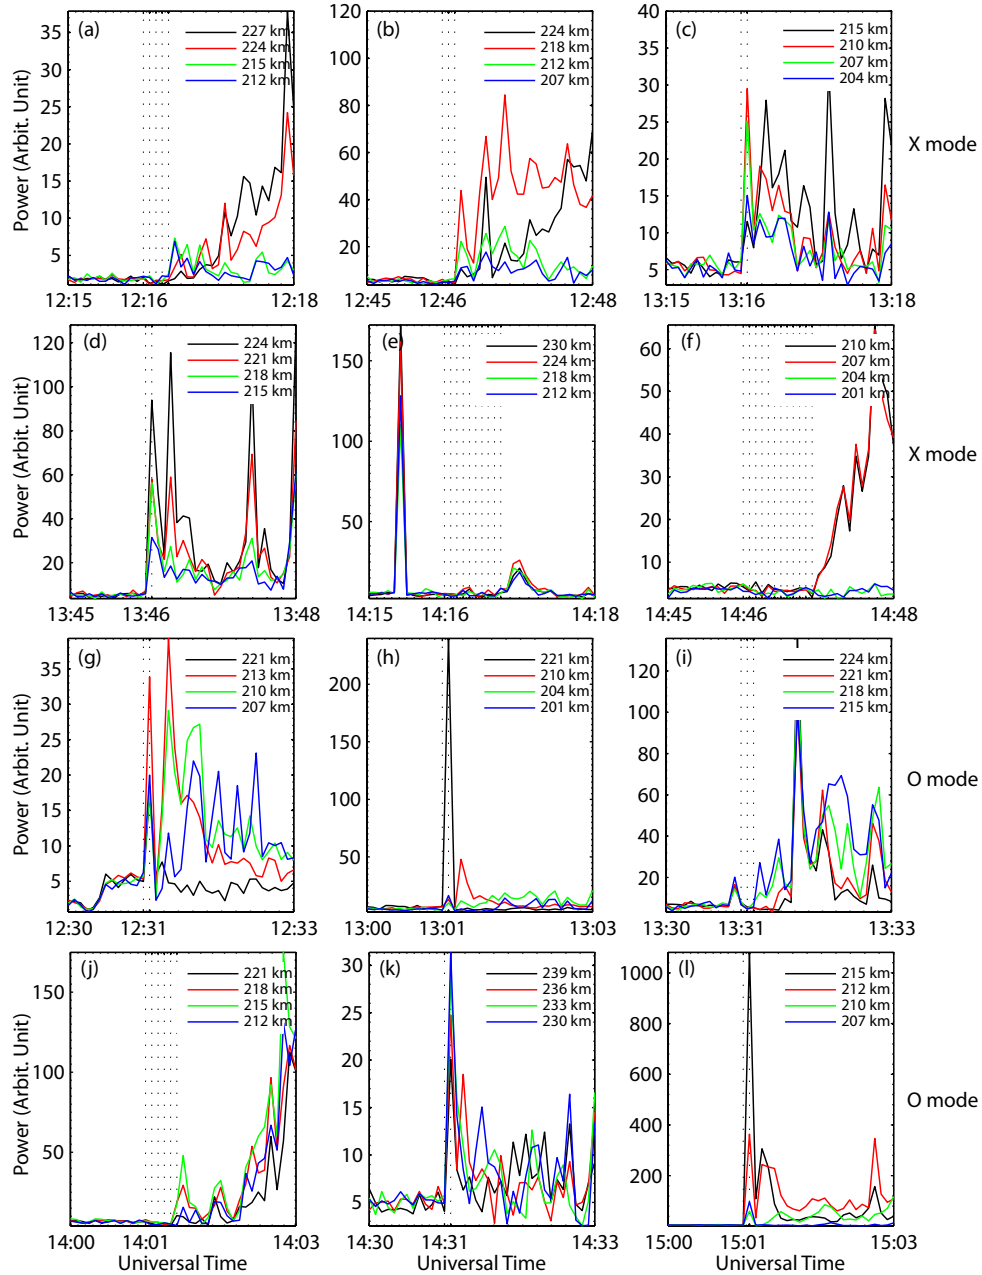 (a)
227 km
224 km
215 km
212 km
35
30
25
20
15
10
5
12:15
12:16
12:18
Power (Arbit. Unit)
(b)
224 km
218 km
212 km
207 km
120
100
80
60
40
20
12:45
12:46
12:48
(c)
215 km
210 km
207 km
204 km
40
35
30
25
20
15
10
5
13:15
13:16
13:18
X mode
(d)
224 km
221 km
218 km
215 km
120
100
80
60
40
20
13:45
13:46
13:48
Power (Arbit. Unit)
(e)
230 km
224 km
218 km
212 km
150
100
50
14:15
14:16
14:18
(f)
210 km
207 km
204 km
201 km
60
50
40
30
20
10
14:45
14:46
14:48
X mode
(g)
221 km
213 km
210 km
207 km
35
30
25
20
15
10
5
12:30
12:31
12:33
Power (Arbit. Unit)
(h)
221 km
210 km
204 km
201 km
200
150
100
50
13:00
13:01
13:03
(i)
224 km
221 km
218 km
215 km
120
100
80
60
40
20
13:30
13:31
13:33
O mode
(j)
221 km
218 km
215 km
212 km
150
100
50
14:00
14:01
14:03
Power (Arbit. Unit)
Universal Time
(k)
239 km
236 km
233 km
230 km
30
25
20
15
10
5
14:30
14:31
14:33
Universal Time
(l)
215 km
212 km
210 km
207 km
1000
800
600
400
200
15:00
15:01
15:03
Universal Time
O mode